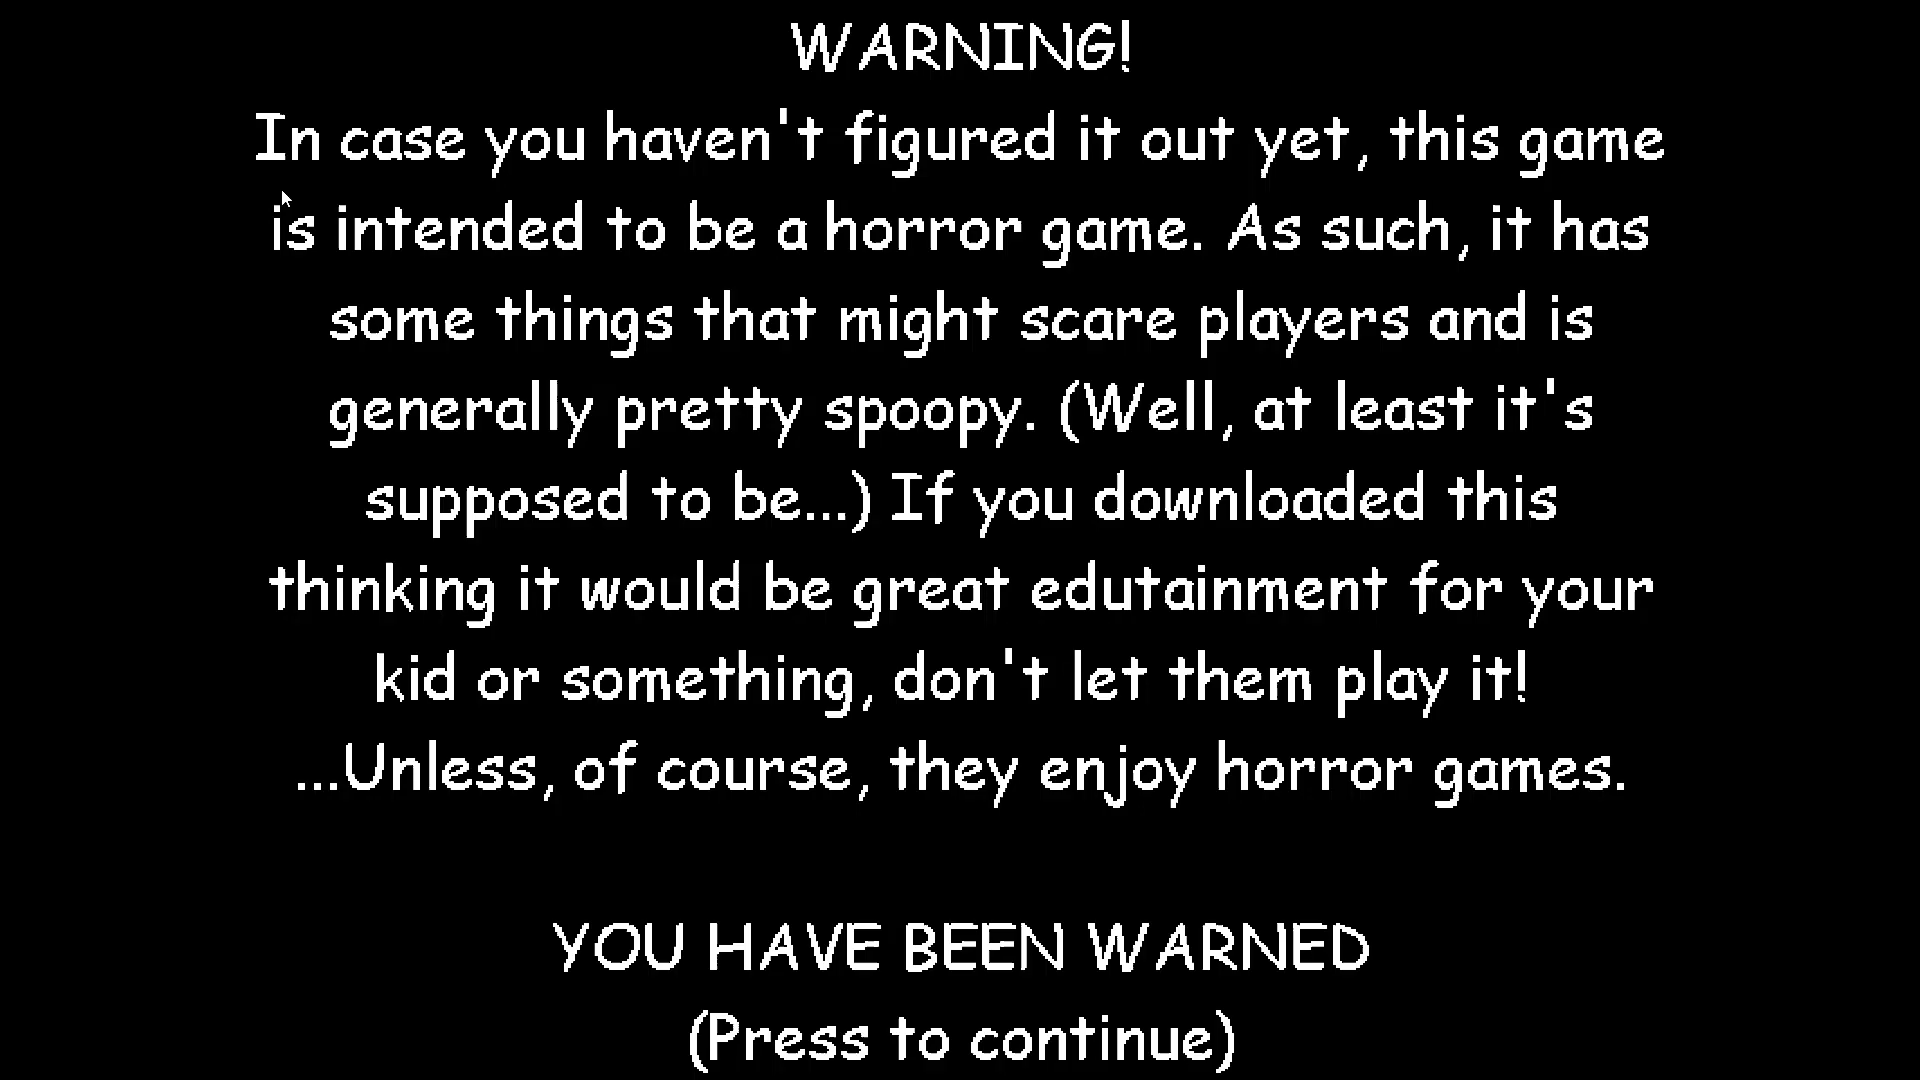 WARNING!
In case you haven't figured it out yet, this game
is intended to be a horror game. As such, it has
some things that might scare players and is
generally pretty spoopy. (Well, at least it's
supposed to be...) If you downloaded this
thinking it would be great edutainment for your
kid or something, don't let them play it!
...Unless, of course, they enjoy horror games.
YOU HAVE BEEN WARNED
(Press to continue)